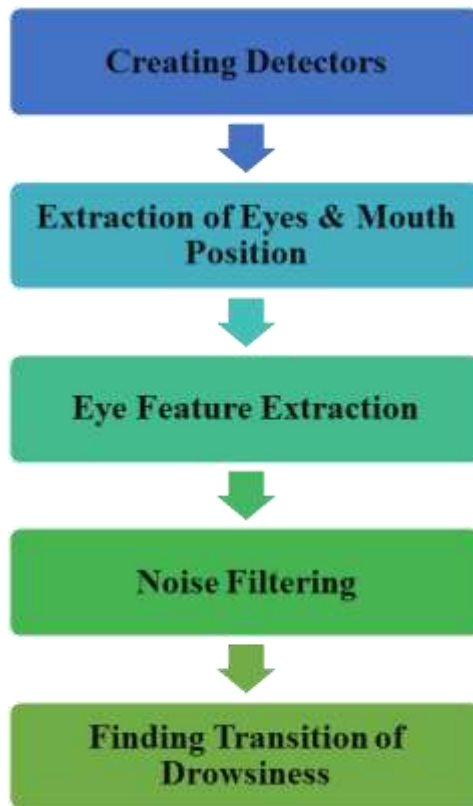 Creating Detectors
Extraction of Eyes & Mouth
Position
Eye Feature Extraction
Noise Filtering
Finding Transition of
Drowsiness